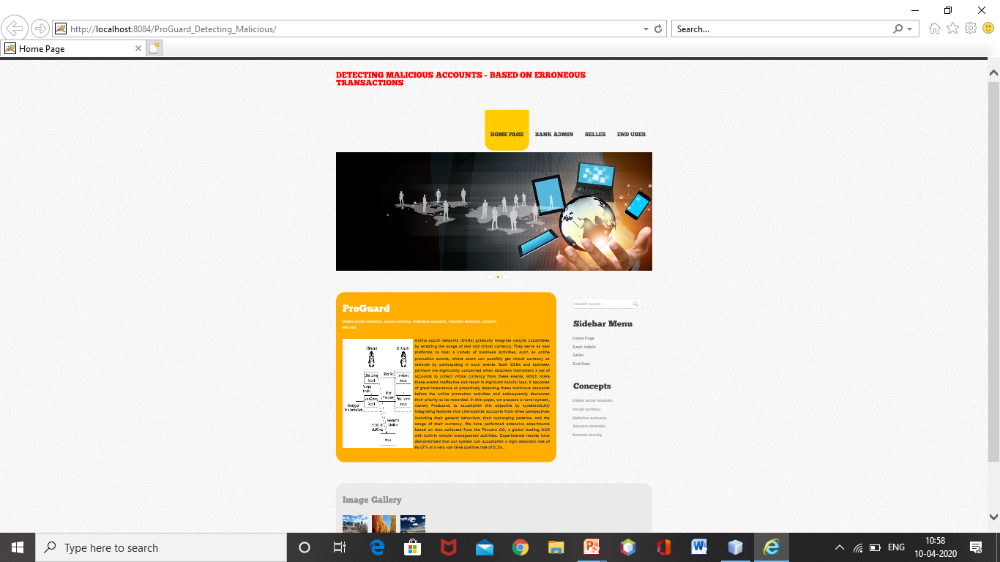 http://localhost:8084/ProGuard_Detecting_Malicious/
Search...
Home Page
DETECTING MALICIOUS ACCOUNTS - BASED ON ERRONEOUS
TRANSACTIONS
HOME PAGE
BANK ADMIN
SELLER
END USER
ProGuard
Online social networks, virtual currency, malicious accounts, intrusion detection, network
security.
Online social networks (OSNs) gradually integrate nancial capabilities
by enabling the usage of real and virtual currency. They serve as new
platforms to host a variety of business activities, such as online
promotion events, where users can possibly get virtual currency as
rewards by participating in such events. Both OSNs and business
partners are signicantly concerned when attackers instrument a set of
accounts to collect virtual currency from these events, which make
these events ineffective and result in signicant nancial loss. It becomes
of great importance to proactively detecting these malicious accounts
before the online promotion activities and subsequently decreases
their priority to be rewarded. In this paper, we propose a novel system,
namely ProGuard, to accomplish this objective by systematically
integrating features that characterize accounts from three perspectives
including their general behaviors, their recharging patterns, and the
usage of their currency. We have performed extensive experiments
based on data collected from the Tencent QQ, a global leading OSN
with built-in nancial management activities. Experimental results have
demonstrated that our system can accomplish a high detection rate of
96.67% at a very low false positive rate of 0.3%.
Search our site:
Sidebar Menu
Home Page
Bank Admin
Seller
End User
Concepts
Online social networks,
Virtual currency,
Malicious accounts,
Intrusion detection,
Network security.
Image Gallery
Type here to search
ENG
10:58
10-04-2020